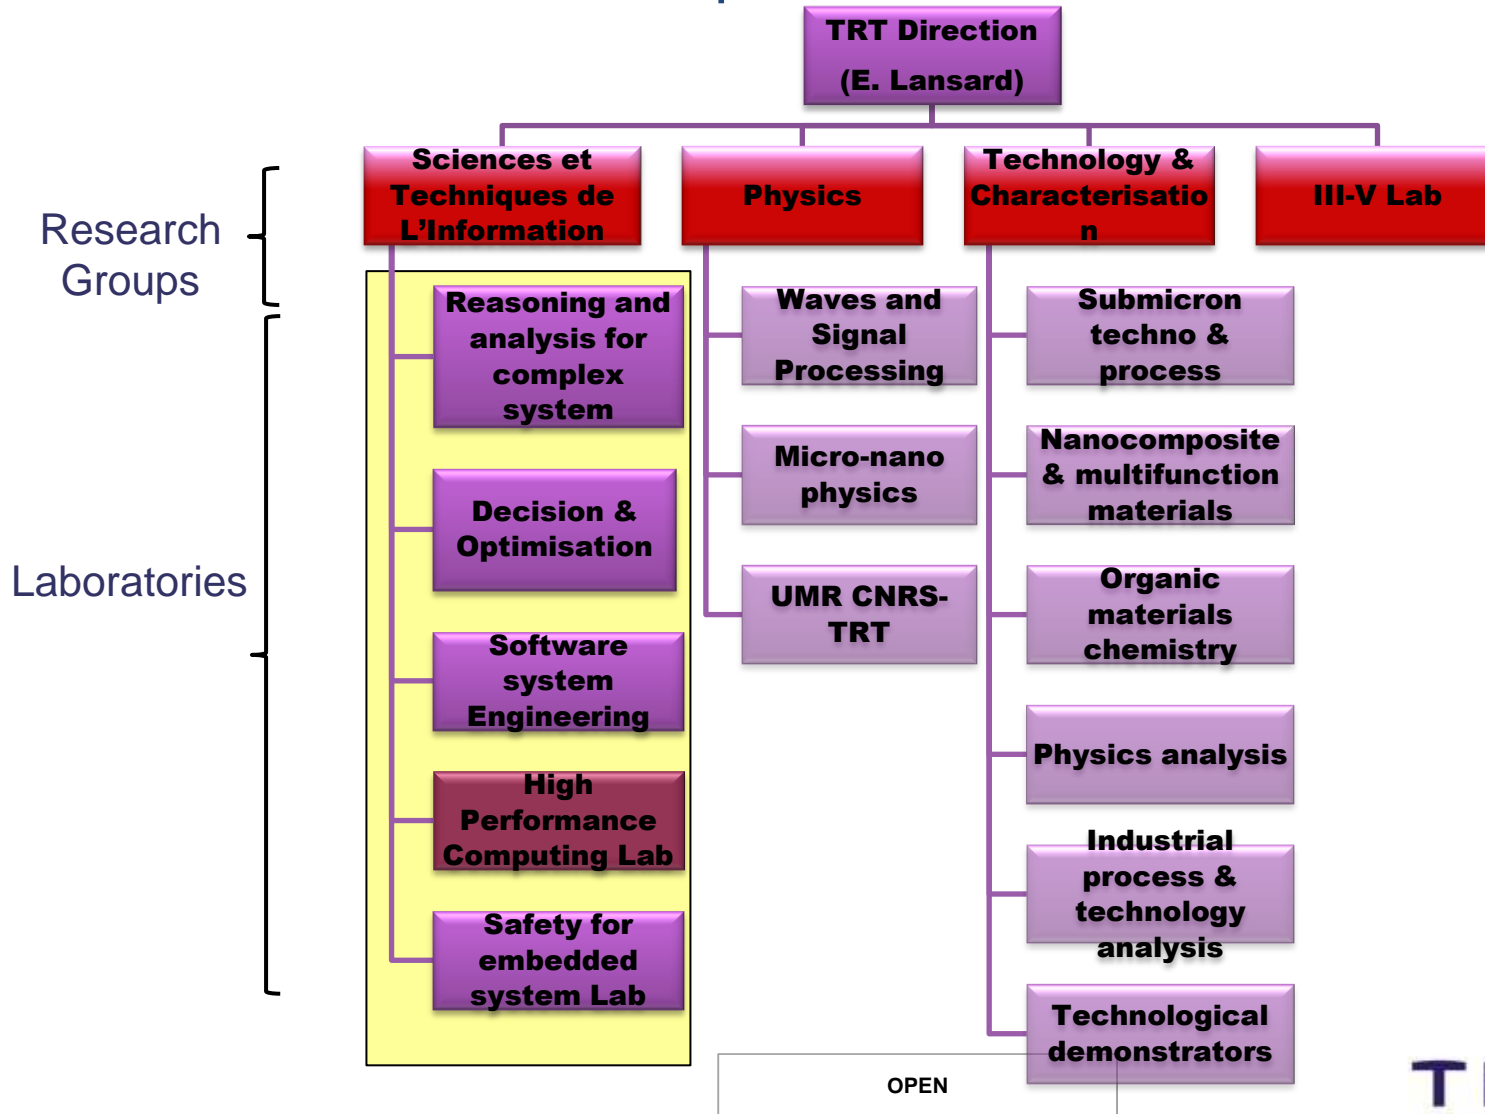 TRT Direction
(E. Lansard)
Research
Groups
Sciences et
Techniques de
L'Information
Physics
Technology &
Characterisatio
n
III-V Lab
Laboratories
Reasoning and
analysis for
complex
system
Decision &
Optimisation
Software
system
Engineering
High
Performance
Computing Lab
Safety for
embedded
system Lab
Waves and
Signal
Processing
Micro-nano
physics
UMR CNRS-
TRT
Submicron
techno &
process
Nanocomposite
& multifunction
materials
Organic
materials
chemistry
Physics analysis
Industrial
process &
technology
analysis
Technological
demonstrators
OPEN